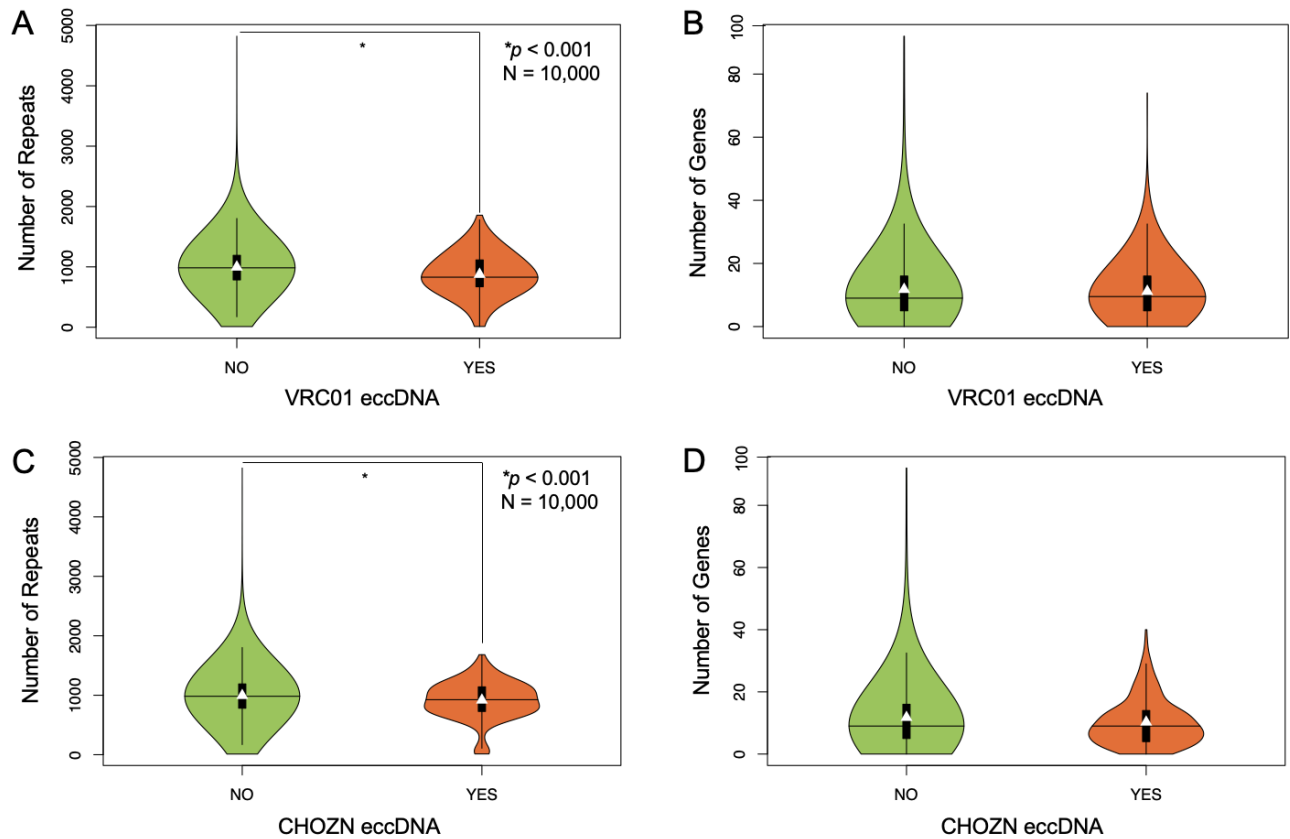 A
Number of Repeats
5000
4000
3000
2000
1000
0
*
*p < 0.001
N = 10,000
NO
YES
VRC01 eccDNA
B
Number of Genes
100
80
60
40
20
0
NO
YES
VRC01 eccDNA
C
Number of Repeats
5000
4000
3000
2000
1000
0
*
*p < 0.001
N = 10,000
NO
YES
CHOZN eccDNA
D
Number of Genes
100
80
60
40
20
0
NO
YES
CHOZN eccDNA